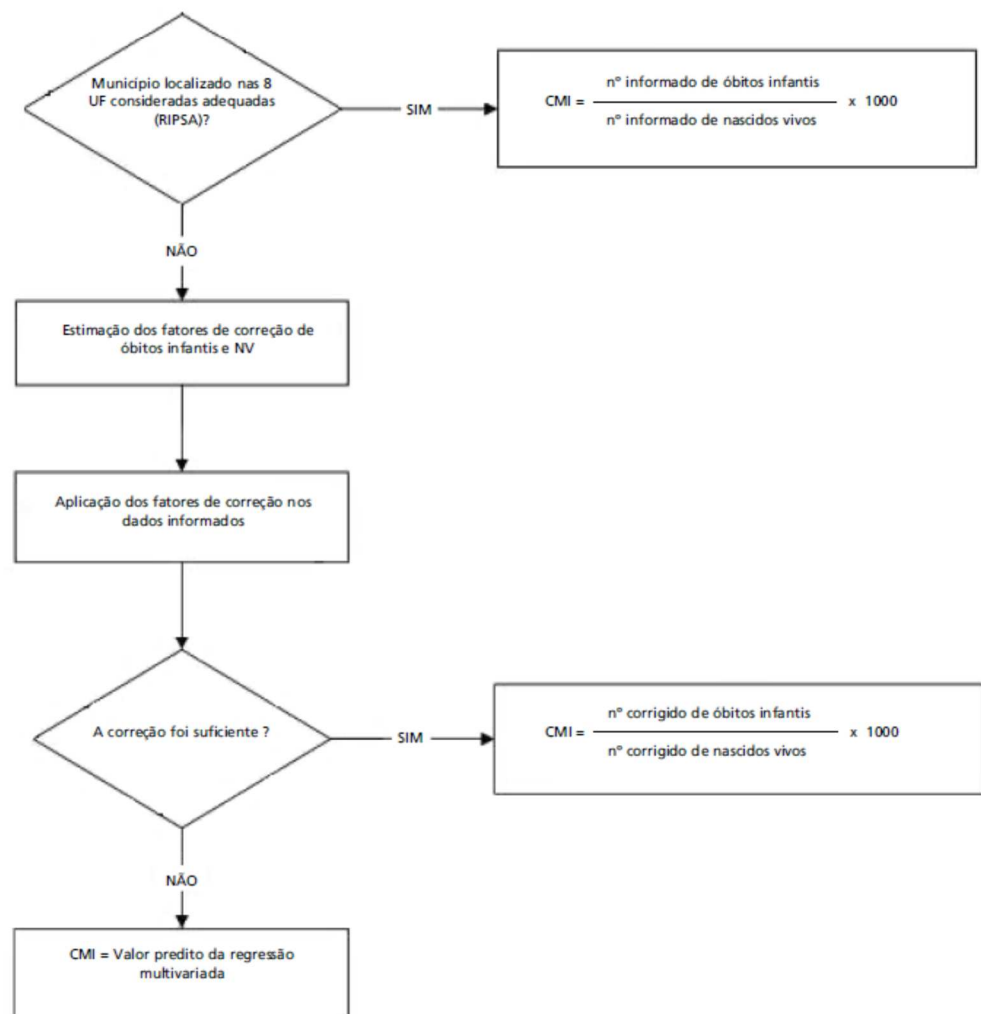 Município localizado nas 8
UF consideradas adequadas
(RIPSA)?
SIM
CMI =
nº informado de óbitos infantis
nº informado de nascidos vivos
x 1000
NÃO
Estimação dos fatores de correção de
óbitos infantis e NV
Aplicação dos fatores de correção nos
dados informados
A correção foi suficiente ?
SIM
CMI =
nº corrigido de óbitos infantis
nº corrigido de nascidos vivos
x 1000
NÃO
CMI = Valor predito da regressão
multivariada